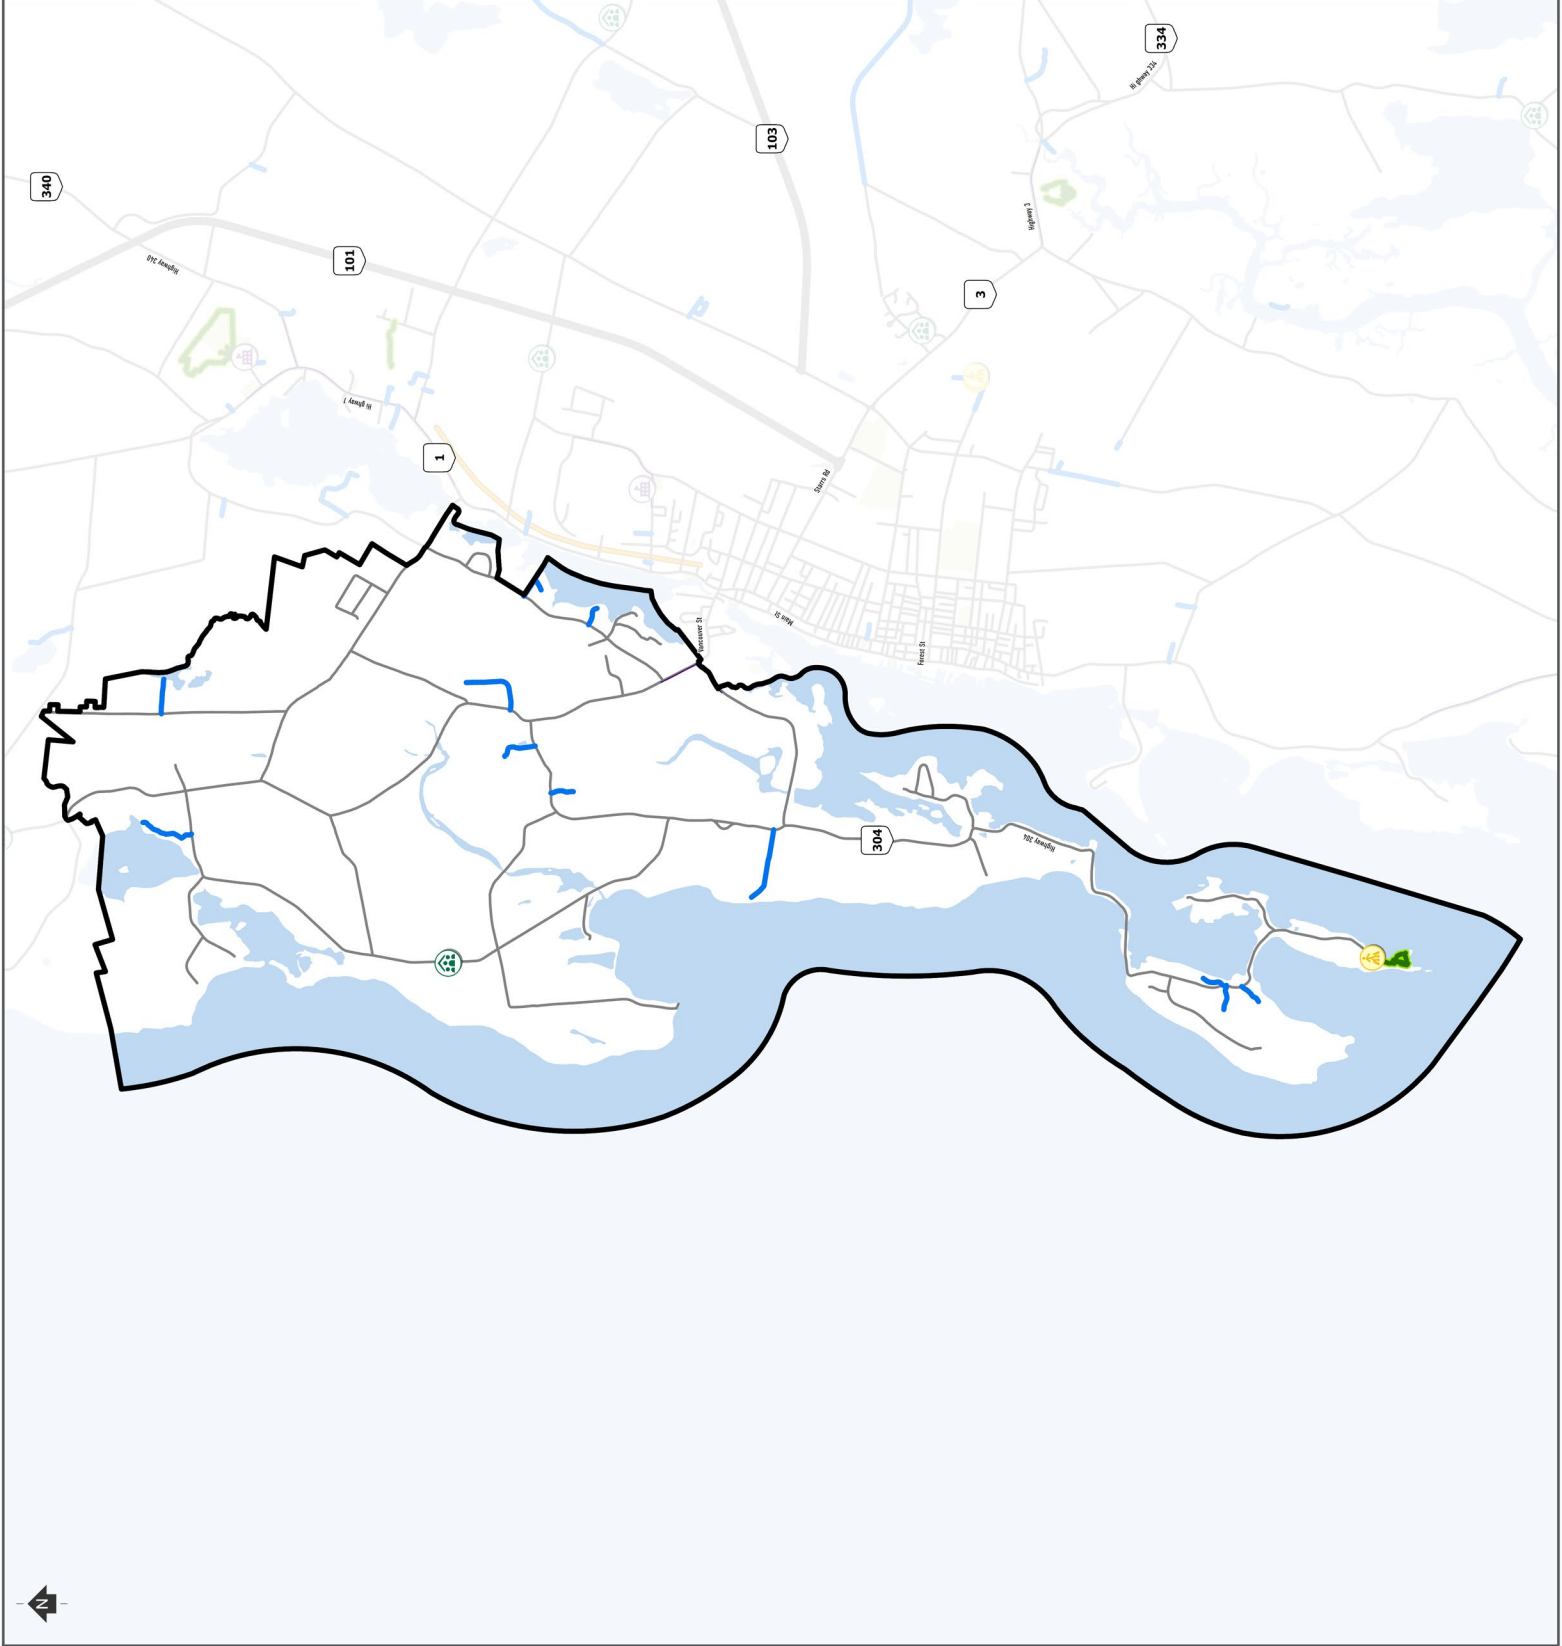 334
Highway 334
103
340
Highway 3
101
Highway 340
3
Highway 1
1
Starrs Rd
Main St
Vancouver St
Forest St
304
Highway 304
N